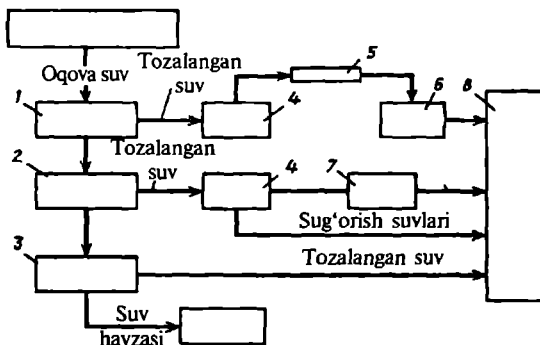 Oqova suv
Tozalangan
suv
5
1
4
6
8
Tozalangan
suv
2
4
7
Sug‘orish suvlari
3
Tozalangan suv
Suv
havzasi